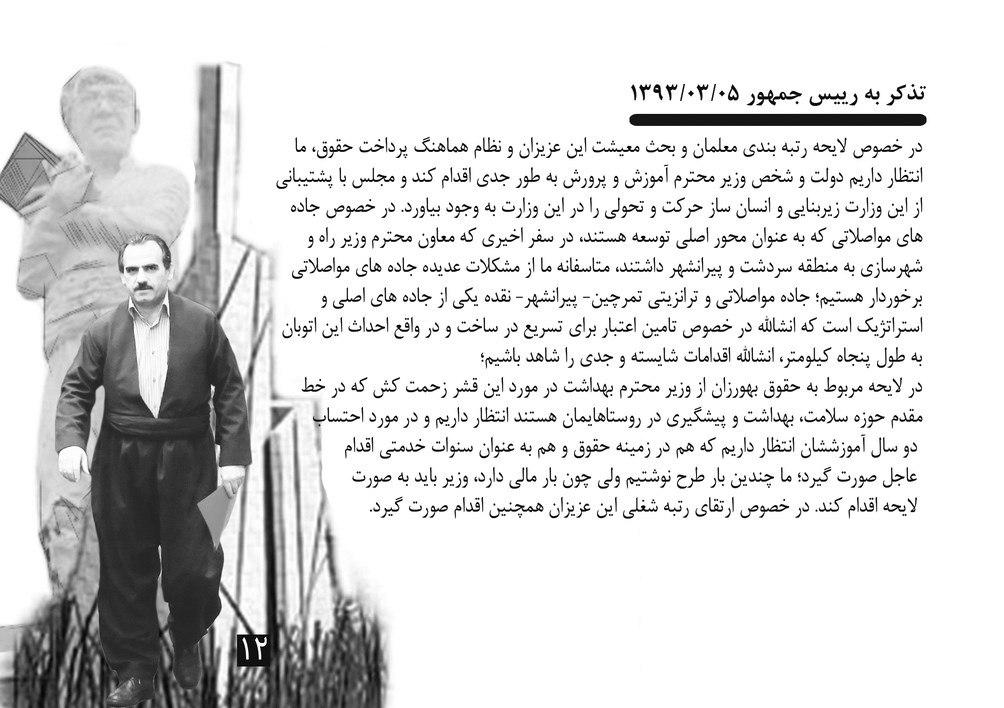 تذکر به رییس جمهور ۱۳۹۳/۰۳/۰۵
در خصوص لایحه رتبه بندی معلمان و بحث معیشت این عزیزان و نظام هماهنگ پرداخت حقوق، ما
انتظار داریم دولت و شخص وزیر محترم آموزش و پرورش به طور جدی اقدام کند و مجلس با پشتیبانی
از این وزارت زیربنایی و انسان ساز حرکت و تحولی را در این وزارت به وجود بیاورد. در خصوص جاده
های مواصلاتی که به عنوان محور اصلی توسعه هستند، در سفر اخیری که معاون محترم وزیر راه و
شهرسازی به منطقه سردشت و پیرانشهر داشتند، متاسفانه ما از مشکلات عدیده جاده های مواصلاتی
برخوردار هستیم؛ جاده مواصلاتی و ترانزیتی تمرچین- پیرانشهر- نقده یکی از جاده های اصلی و
استراتژیک است که انشالله در خصوص تامین اعتبار برای تسریع در ساخت و در واقع احداث این اتوبان
به طول پنجاه کیلومتر، انشالله اقدامات شایسته و جدی را شاهد باشیم؛
در لایحه مربوط به حقوق بهورزان از وزیر محترم بهداشت در مورد این قشر زحمت کش که در خط
مقدم حوزه سلامت، بهداشت و پیشگیری در روستاهایمان هستند انتظار داریم و در مورد احتساب
دو سال آموزششان انتظار داریم که هم در زمینه حقوق و هم به عنوان سنوات خدمتی اقدام
عاجل صورت گیرد؛ ما چندین بار طرح نوشتیم ولی چون بار مالی دارد، وزیر باید به صورت
لایحه اقدام کند. در خصوص ارتقای رتبه شغلی این عزیزان همچنین اقدام صورت گیرد.
۱۲